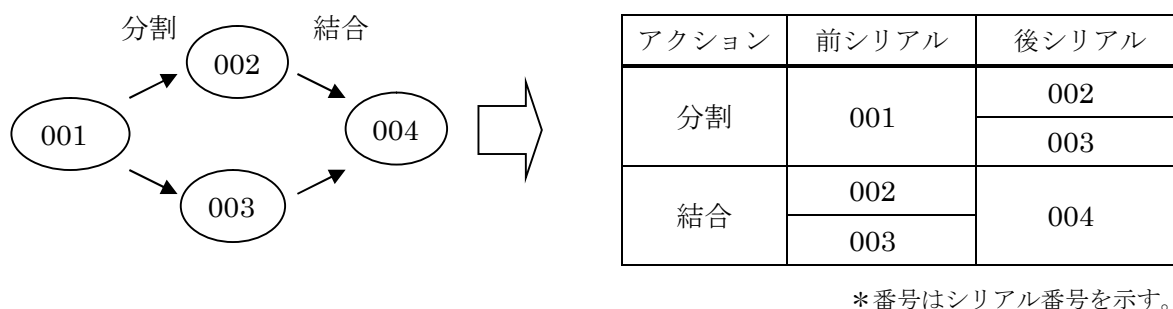 分割 結合
002
001
004
003
アクション 前シリアル 後シリアル
分割 001 002
003
結合 002 004
003
＊番号はシリアル番号を示す。